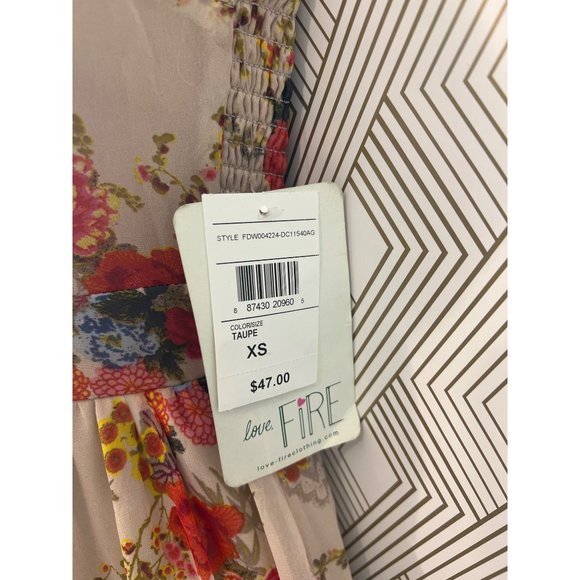 STYLE FDW004224-DC11540AG
8 87430 20960 5
COLOR/SIZE
TAUPE
XS
$47.00
love, FiRE
love-fireclothing.com